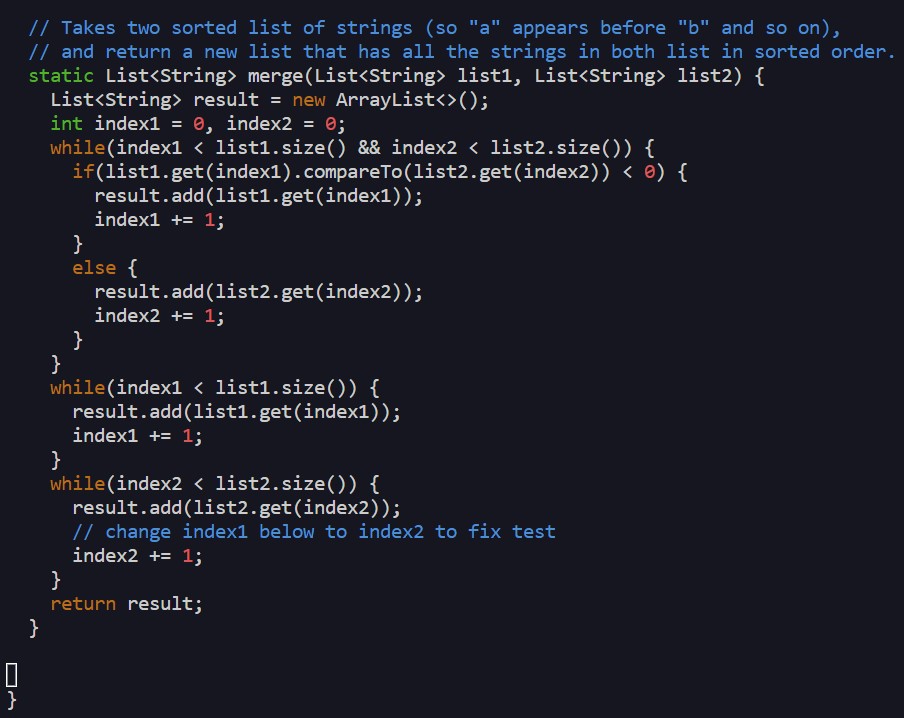 // Takes two sorted list of strings (so "a" appears before "b" and so on),
// and return a new list that has all the strings in both list in sorted order.
static List<String> merge(List<String> list1, List<String> list2) {
List<String> result = new ArrayList<>();
int index1 = 0, index2 = 0;
while(index1 < list1.size() && index2 < list2.size()) {
if(list1.get(index1).compareTo(list2.get(index2)) < 0) {
result.add(list1.get(index1));
index1 += 1;
}
else {
result.add(list2.get(index2));
index2 += 1;
}
}
while(index1 < list1.size()) {
result.add(list1.get(index1));
index1 += 1;
}
while(index2 < list2.size()) {
result.add(list2.get(index2));
// change index1 below to index2 to fix test
index2 += 1;
}
return result;
}
}